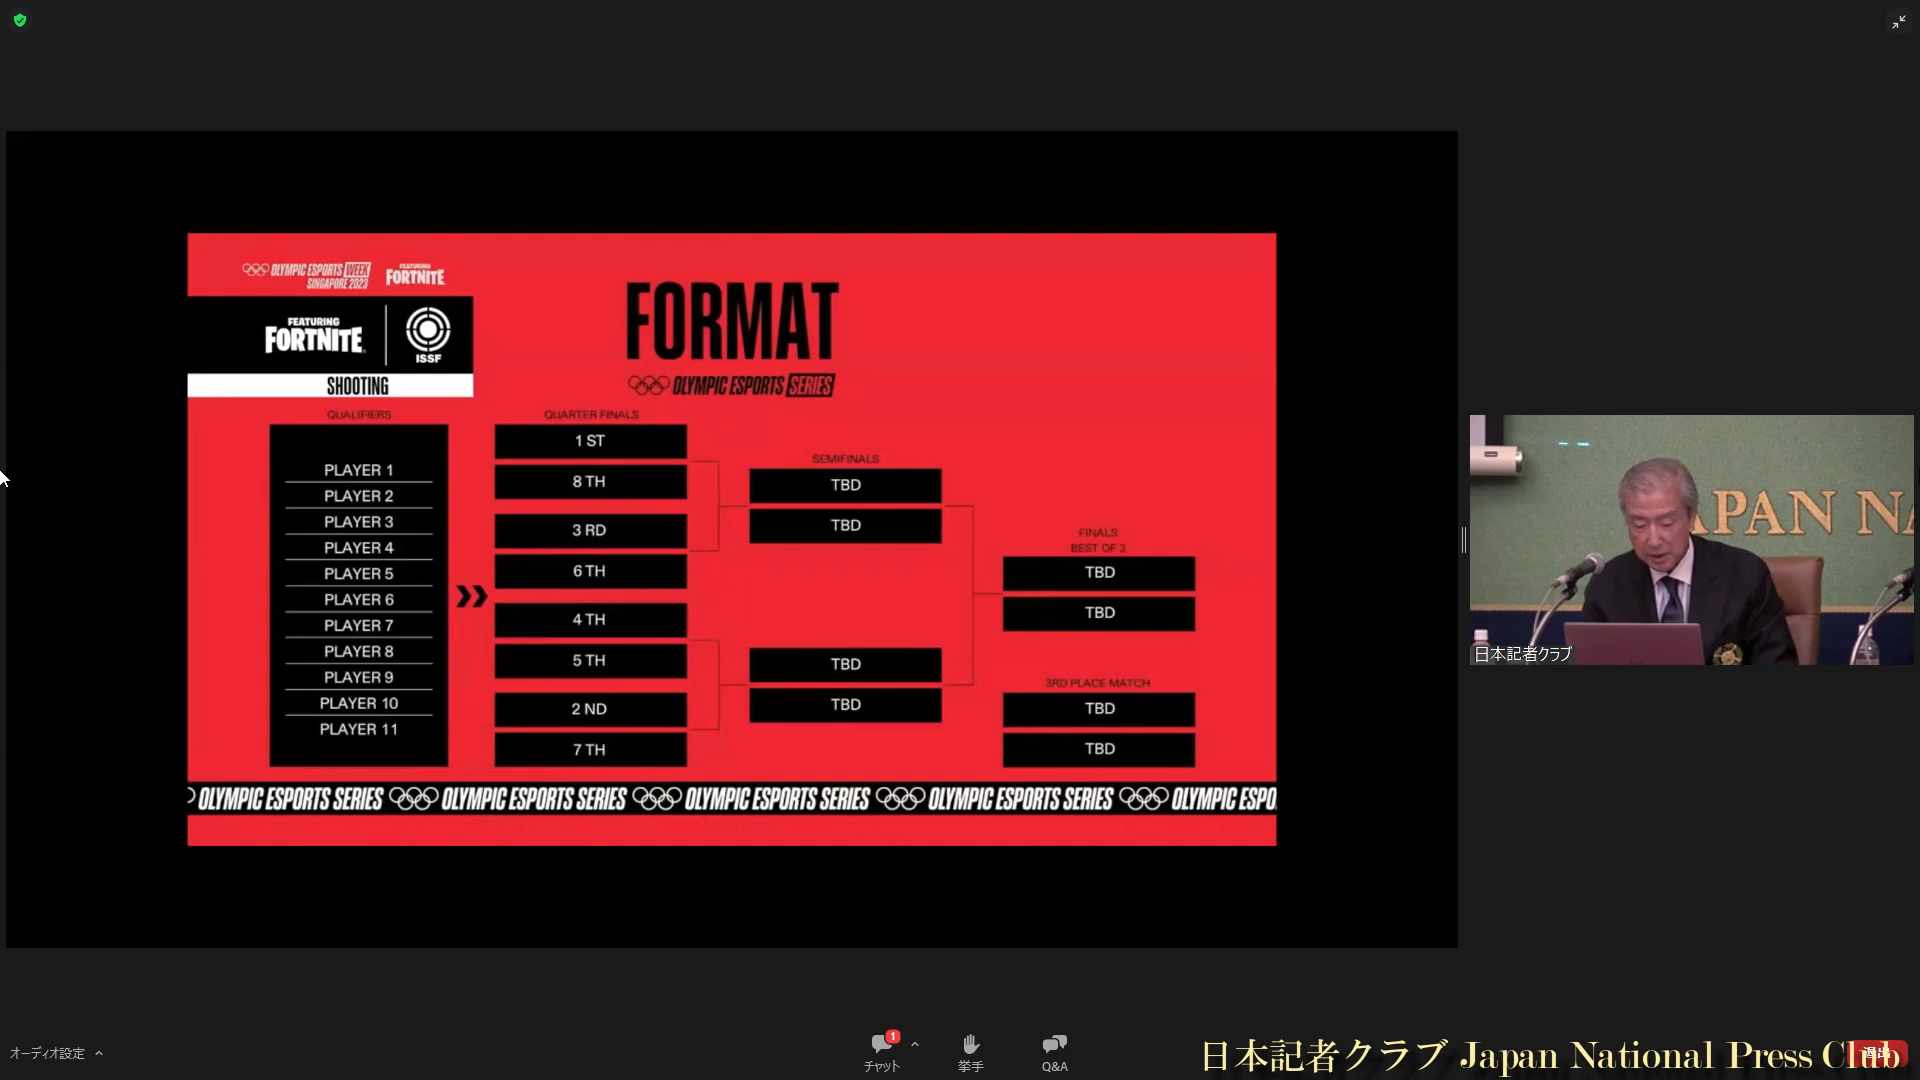 OLYMPIC ESPORTS WEEK
SINGAPORE 2023
FEATURING
FORTNITE
FEATURING
FORTNITE
ISSF
SHOOTING
FORMAT
OLYMPIC ESPORTS SERIES
QUALIFIERS
PLAYER 1
PLAYER 2
PLAYER 3
PLAYER 4
PLAYER 5
PLAYER 6
PLAYER 7
PLAYER 8
PLAYER 9
PLAYER 10
PLAYER 11
QUARTER FINALS
1 ST
8 TH
3 RD
6 TH
4 TH
5 TH
2 ND
7 TH
SEMIFINALS
TBD
TBD
TBD
TBD
FINALS
BEST OF 3
TBD
TBD
3RD PLACE MATCH
TBD
TBD
OLYMPIC ESPORTS SERIES OLYMPIC ESPORTS SERIES OLYMPIC ESPORTS SERIES OLYMPIC ESPORTS SERIES OLYMPIC ESPO
APAN NA
日本記者クラブ
オーディオ設定
1
チャット
挙手
Q&A
日本記者クラブ Japan National Press Club
退出